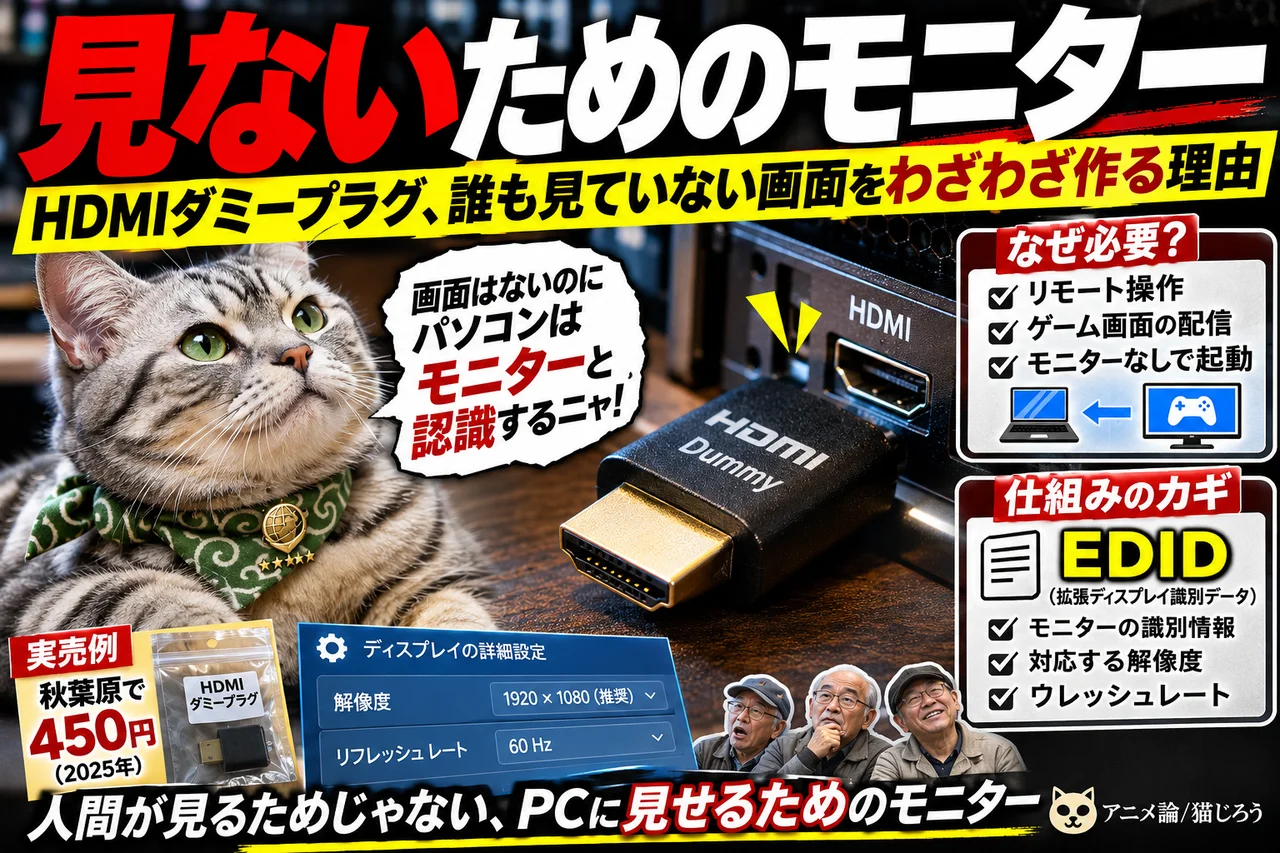 見ないためのモニター
HDMIダミープラグ、誰も見ていない画面をわざわざ作る理由
画面はないのに
パソコンは
モニターと
認識するニャ!
HDMI
HDMI
Dummy
なぜ必要?
リモート操作
ゲーム画面の配信
モニターなしで起動
仕組みのカギ
EDID
(拡張ディスプレイ識別データ)
モニターの識別情報
対応する解像度
ウレッシュレート
実売例
秋葉原で
450円
(2025年)
HDMI
ダミープラグ
ディスプレイの詳細設定
解像度 1920 × 1080 (推奨)
リフレッシュレート 60 Hz
人間が見るためじゃない、PCに見せるためのモニター
アニメ論/猫じろう